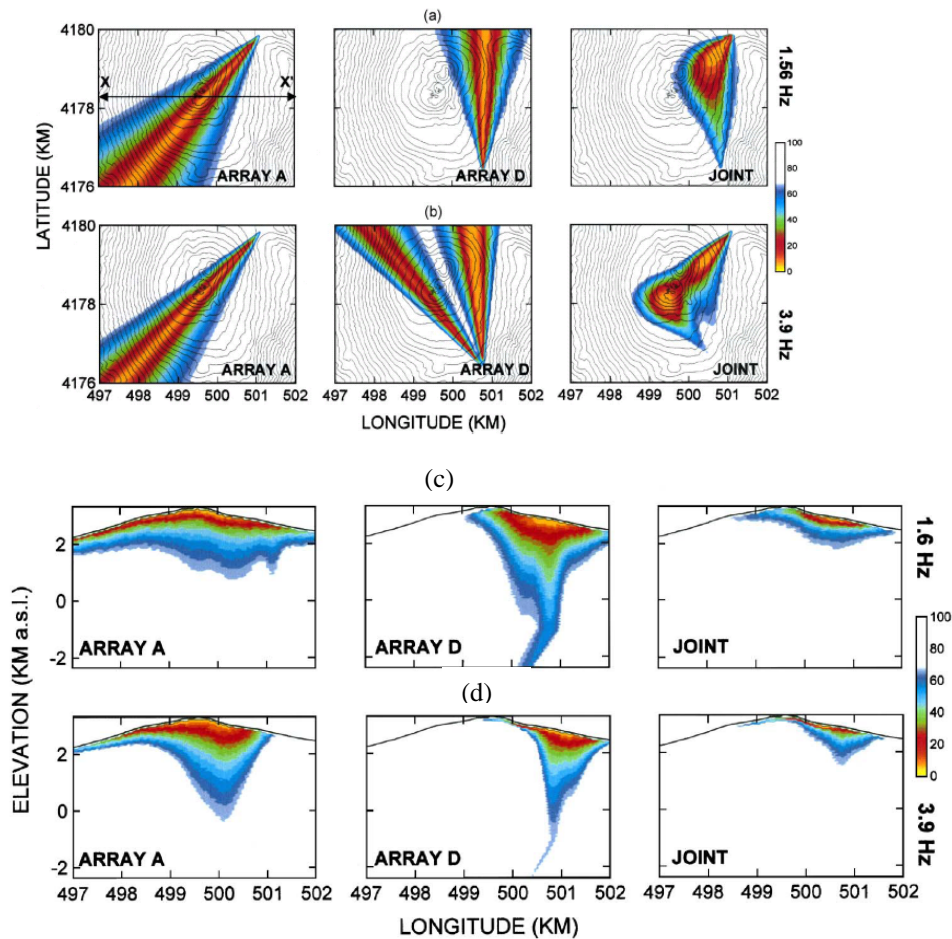 (a)
4180
4178
4176
X X'
ARRAY A
ARRAY D
JOINT
1.56 Hz
LATITUDE (KM)
100
80
60
40
20
0
(b)
4180
4178
4176
ARRAY A
ARRAY D
JOINT
3.9 Hz
497 498 499 500 501 502
497 498 499 500 501 502
497 498 499 500 501 502
LONGITUDE (KM)
(c)
2
0
-2
ARRAY A
ARRAY D
JOINT
1.6 Hz
ELEVATION (KM a.s.l.)
100
80
60
40
20
0
(d)
2
0
-2
ARRAY A
ARRAY D
JOINT
3.9 Hz
497 498 499 500 501 502
497 498 499 500 501 502
497 498 499 500 501 502
LONGITUDE (KM)